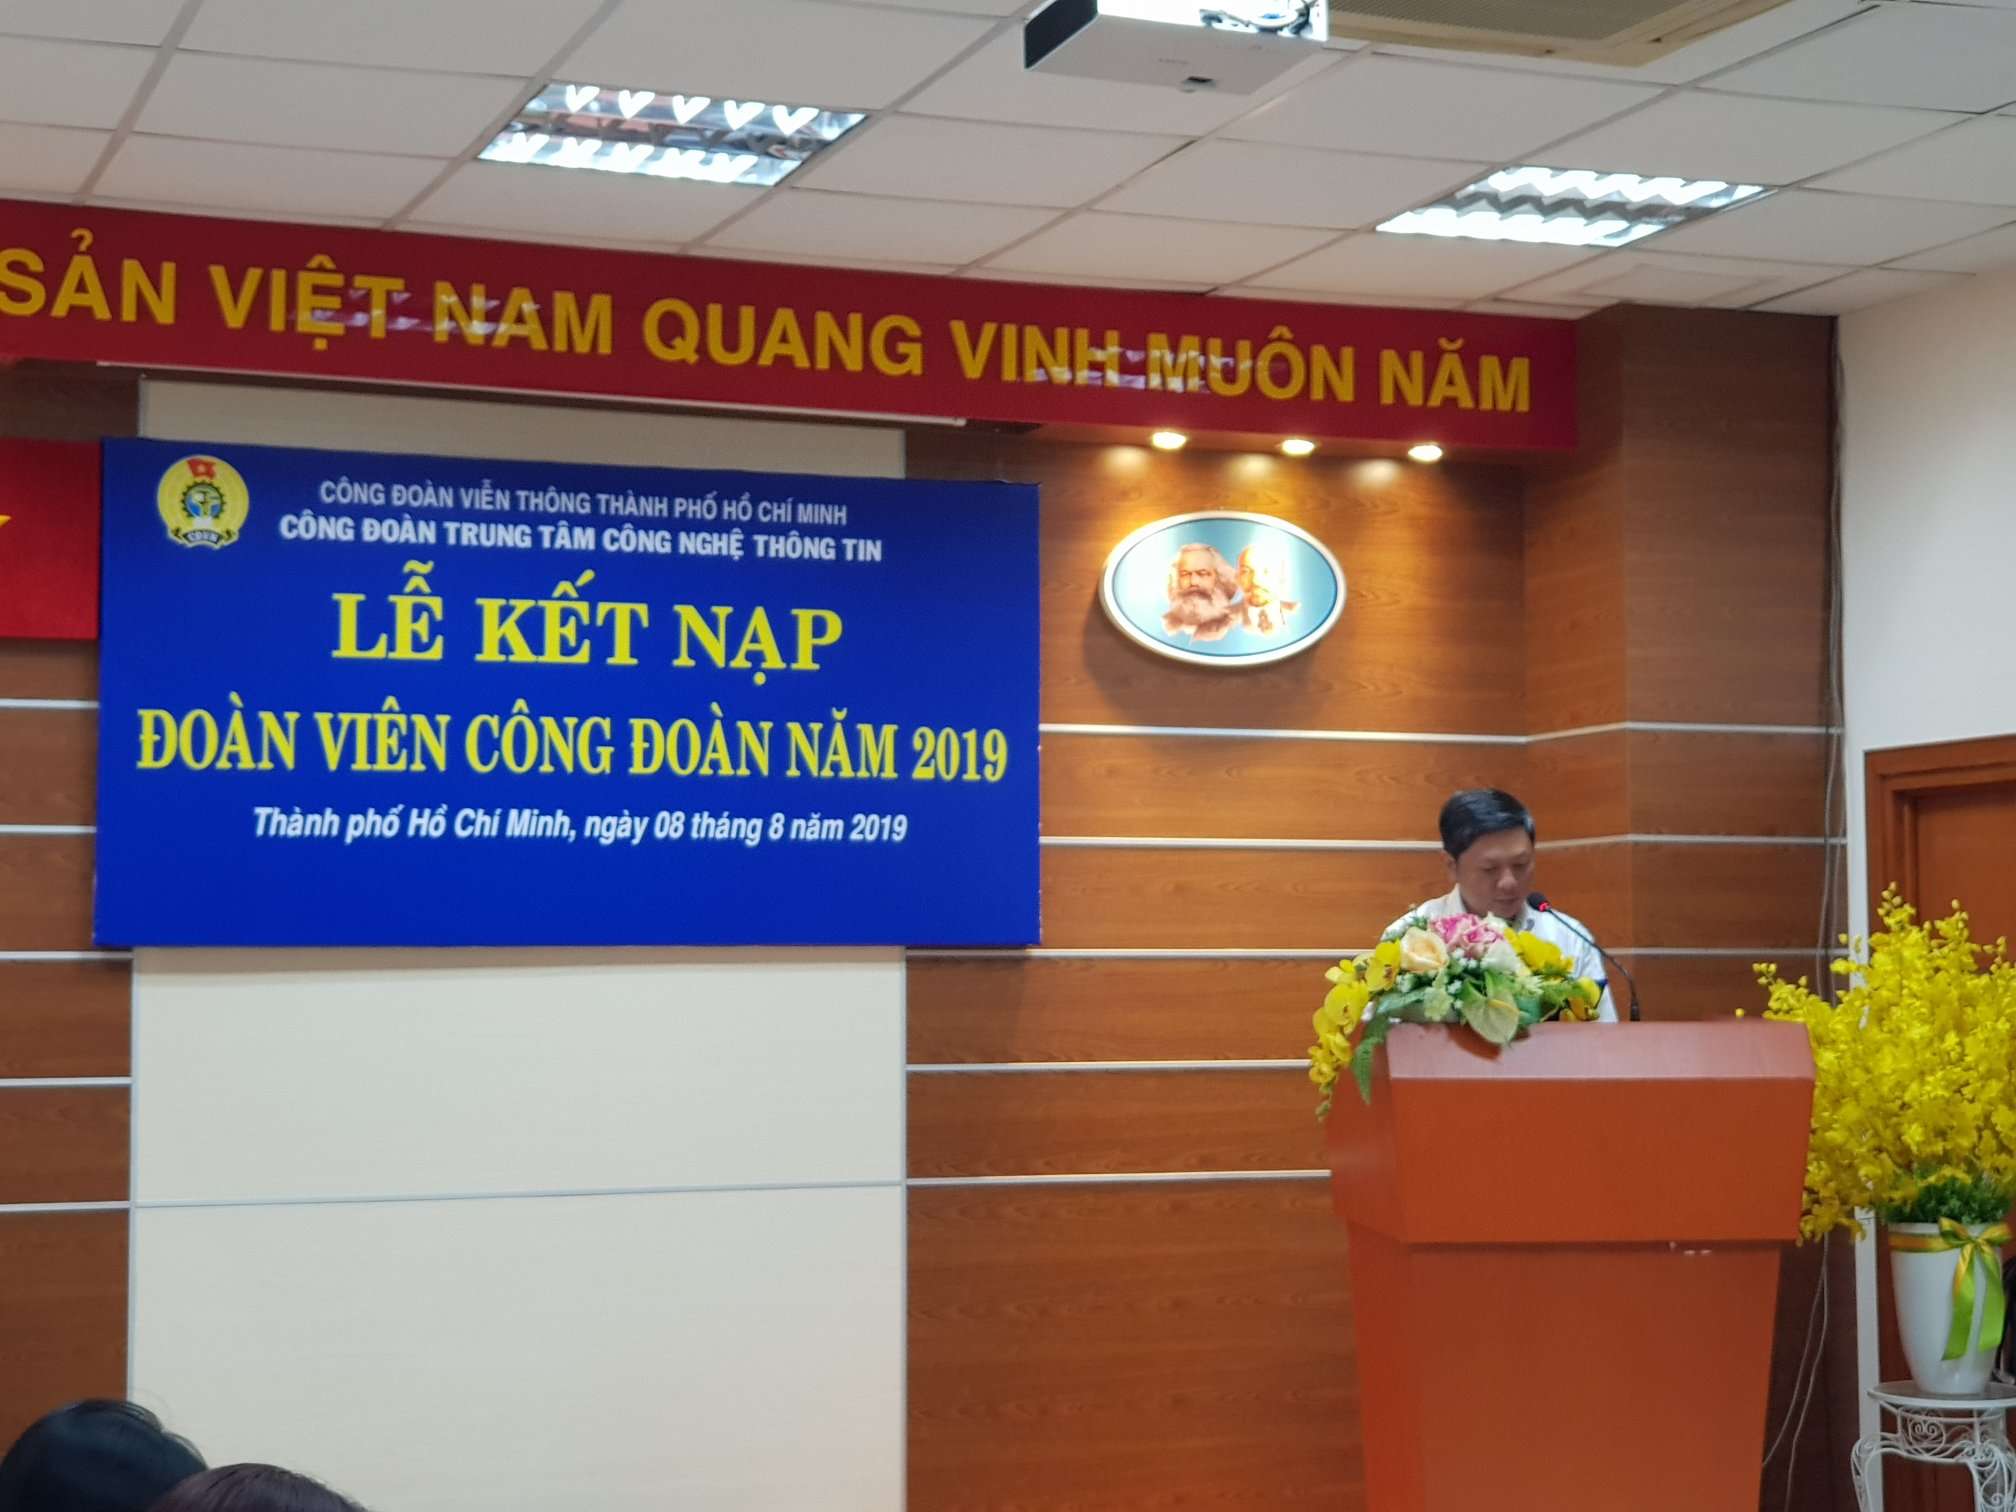 SẢN VIỆT NAM QUANG VINH MUÔN NĂM
CÔNG ĐOÀN VIỄN THÔNG THÀNH PHỐ HỒ CHÍ MINH
CÔNG ĐOÀN TRUNG TÂM CÔNG NGHỆ THÔNG TIN
LỄ KẾT NẠP
ĐOÀN VIÊN CÔNG ĐOÀN NĂM 2019
Thành phố Hồ Chí Minh, ngày 08 tháng 8 năm 2019